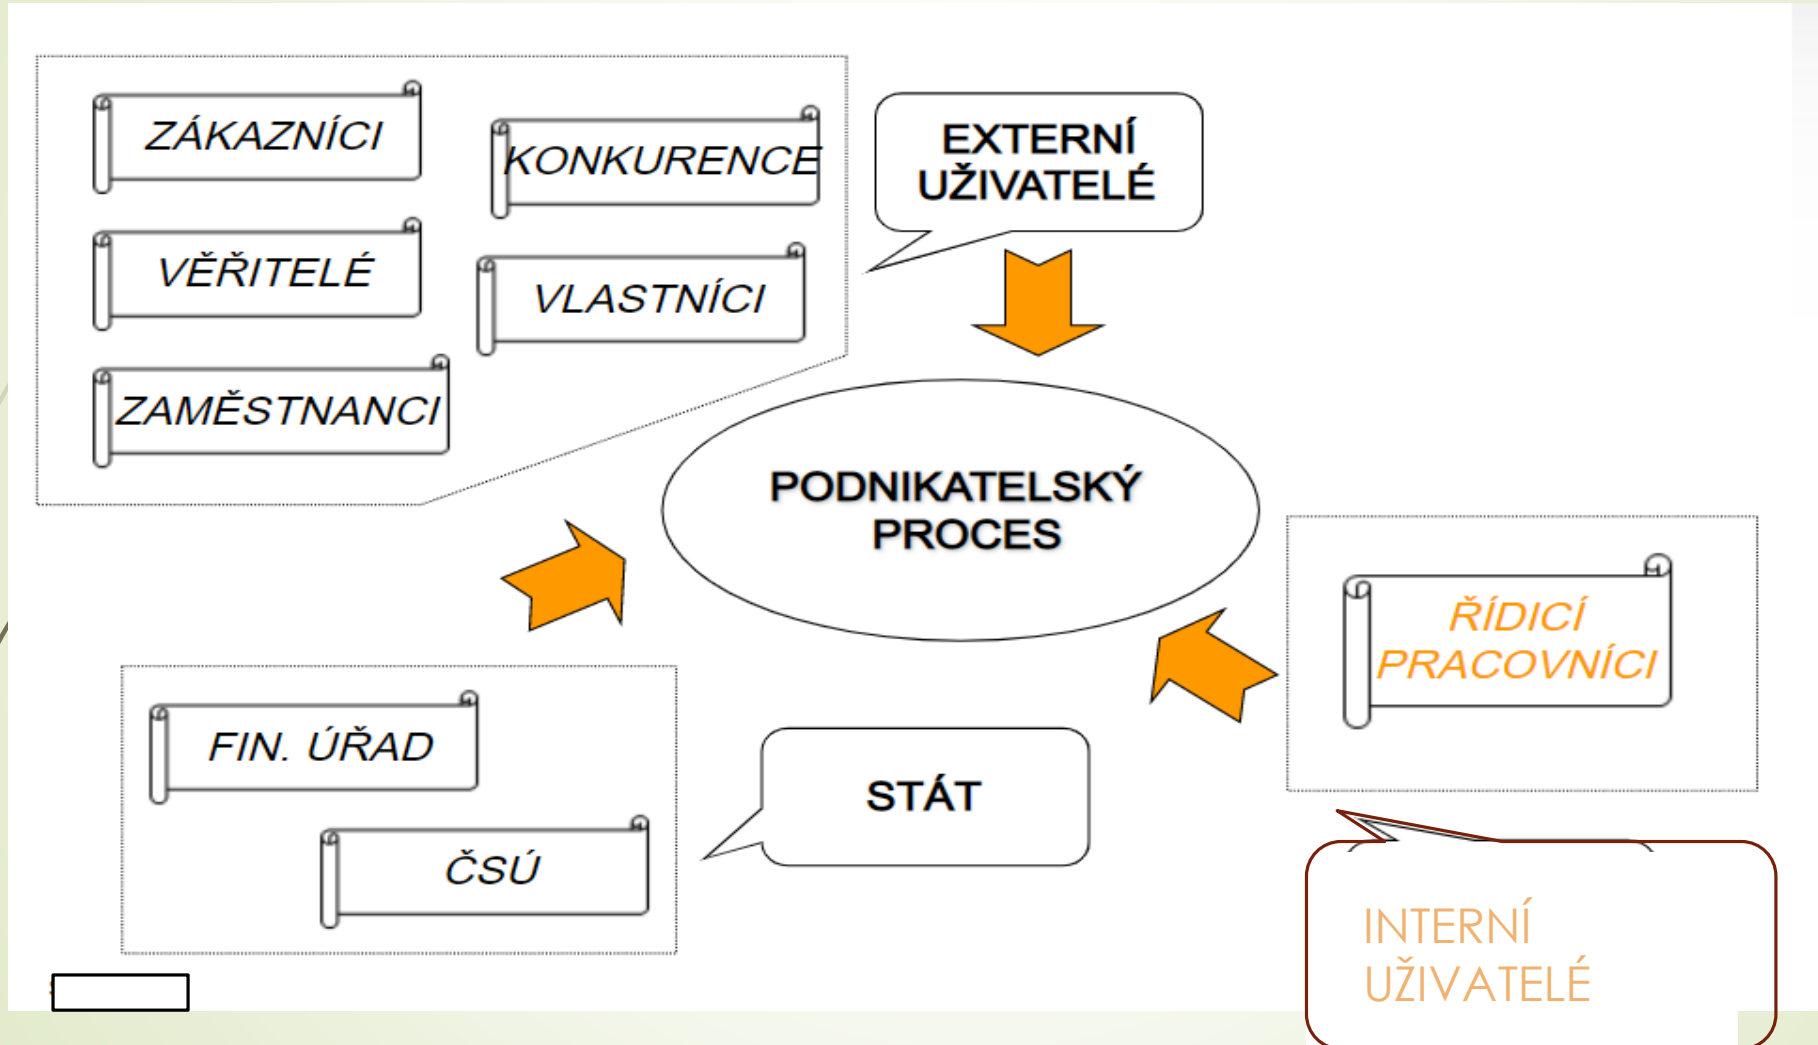 ZÁKAZNÍCI
KONKURENCE
VĚŘITELÉ
VLASTNÍCI
ZAMĚSTNANCI
EXTERNÍ
UŽIVATELÉ
PODNIKATELSKÝ
PROCES
ŘÍDICÍ
PRACOVNÍCI
FIN. ÚŘAD
ČSÚ
STÁT
INTERNÍ
UŽIVATELÉ